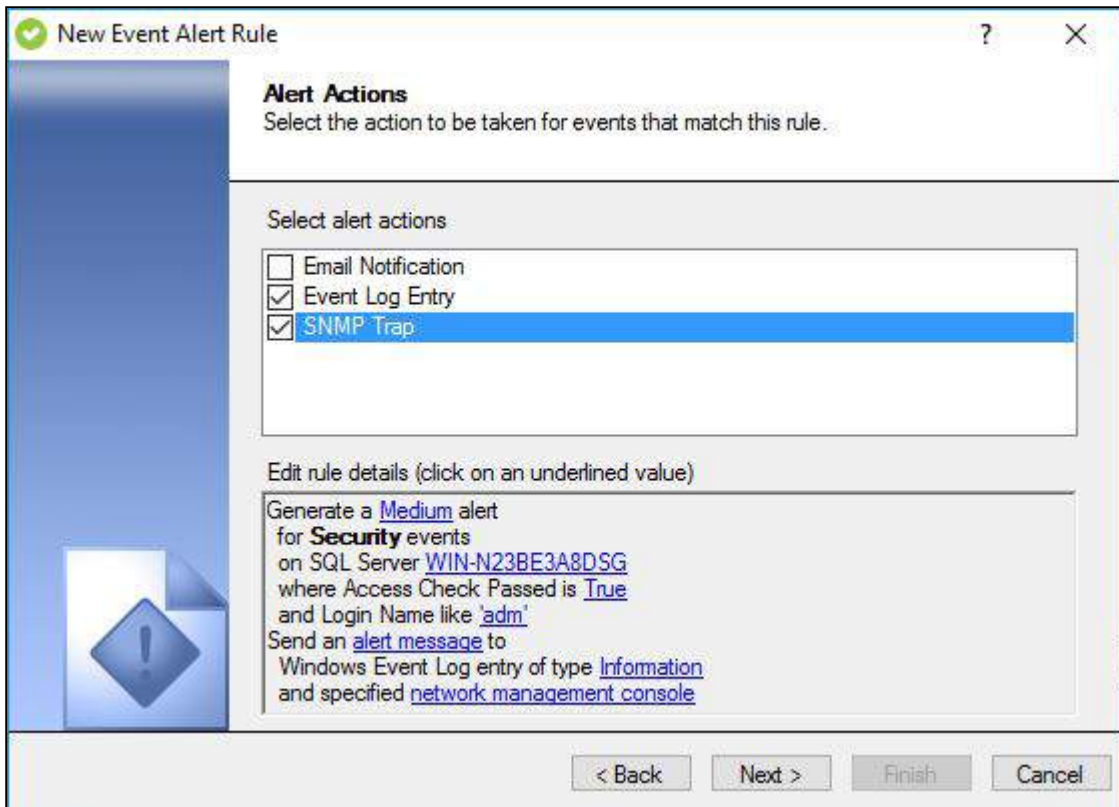 New Event Alert Rule
?
Alert Actions
Select the action to be taken for events that match this rule.
Select alert actions
Email Notification
Event Log Entry
SNMP Trap
Edit rule details (click on an underlined value)
Generate a Medium alert
for Security events
on SQL Server WIN-N23BE3A8DSG
where Access Check Passed is True
and Login Name like 'adm'
Send an alert message to
Windows Event Log entry of type Information
and specified network management console
< Back Next > Finish Cancel